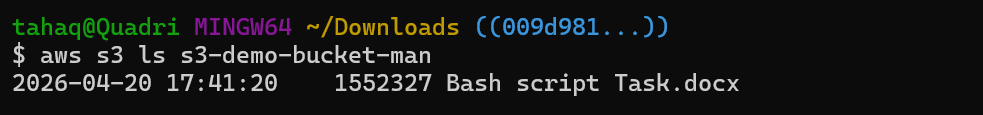 tahaq@Quadri MINGW64 ~/Downloads ((009d981...))
$ aws s3 ls s3-demo-bucket-man
2026-04-20 17:41:20    1552327 Bash script Task.docx